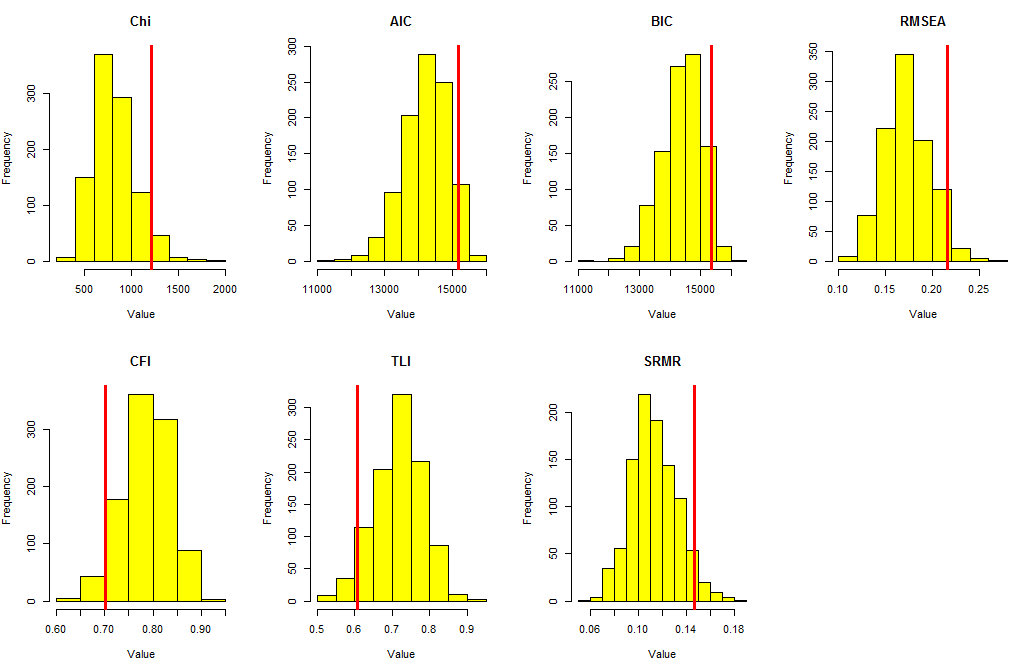 Chi
AIC
BIC
RMSEA
Frequency
0 100 200 300
500 1000 1500 2000
Value
Frequency
0 50 100 150 200 250 300
11000 13000 15000
Value
Frequency
0 50 100 150 200 250
11000 13000 15000
Value
Frequency
0 50 100 150 200 250 300 350
0.10 0.15 0.20 0.25
Value
CFI
TLI
SRMR
Frequency
0 100 200 300
0.60 0.70 0.80 0.90
Value
Frequency
0 50 100 150 200 250 300
0.5 0.6 0.7 0.8 0.9
Value
Frequency
0 50 100 150 200
0.06 0.10 0.14 0.18
Value